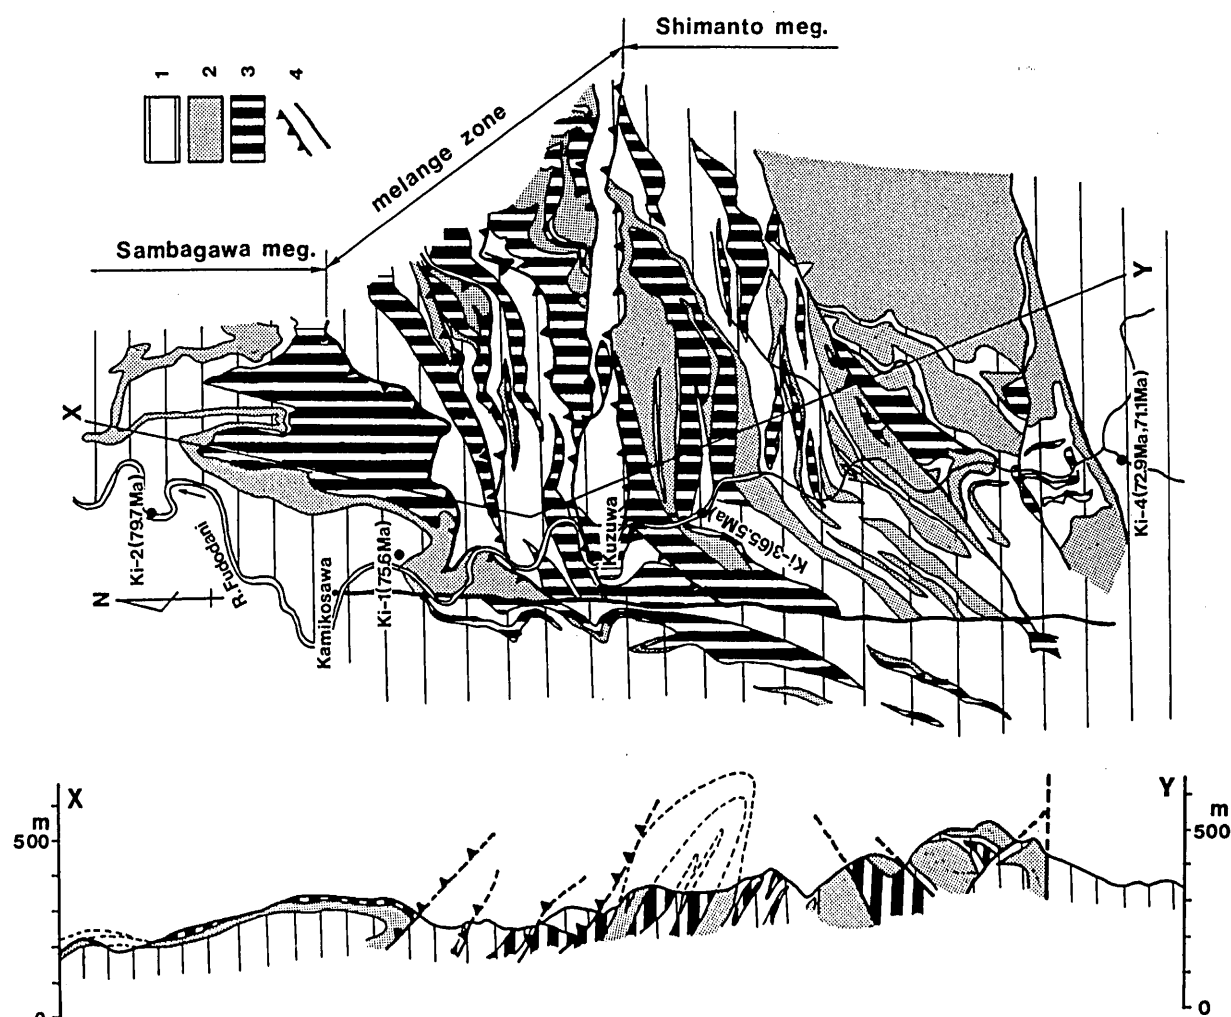 Shimanto meg.
melange zone
Sambagawa meg.
1
2
3
4
X
Y
Ki-2(79.7Ma)
R.Fudodani
N
Kamikosawa
Ki-1(75.6Ma)
Kuzuwa
Ki-3(65.5Ma)
Ki-4(72.9Ma,71.1Ma)
X
Y
m
500
0
m
500
0